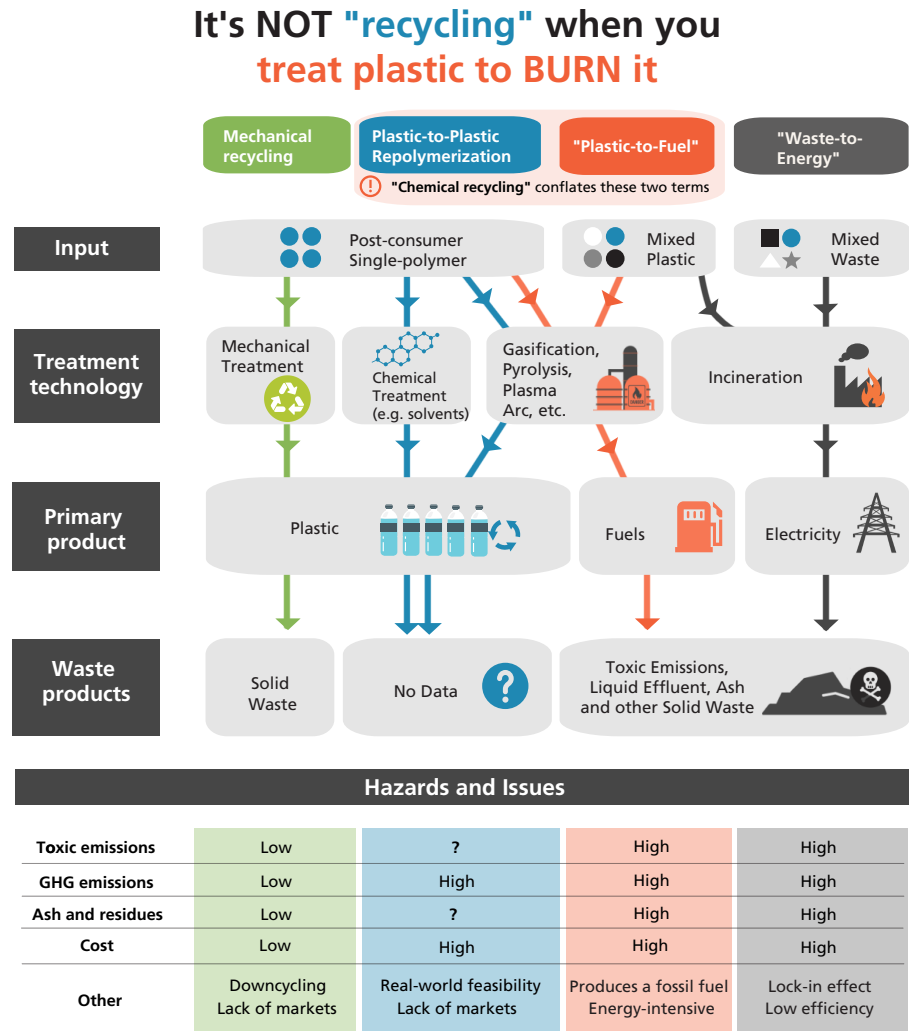 It's NOT "recycling" when you
treat plastic to BURN it
Mechanical
recycling
Plastic-to-Plastic
Repolymerization
"Plastic-to-Fuel"
"Waste-to-
Energy"
! "Chemical recycling" conflates these two terms
Input
Post-consumer
Single-polymer
Mixed
Plastic
Mixed
Waste
Treatment
technology
Mechanical
Treatment
Chemical
Treatment
(e.g. solvents)
Gasification,
Pyrolysis,
Plasma
Arc, etc.
Incineration
Primary
product
Plastic
Fuels
Electricity
Waste
products
Solid
Waste
No Data
?
Toxic Emissions,
Liquid Effluent, Ash
and other Solid Waste
Hazards and Issues
Toxic emissions Low ? High High
GHG emissions Low High High High
Ash and residues Low ? High High
Cost Low High High High
Other
Downcycling
Lack of markets
Real-world feasibility
Lack of markets
Produces a fossil fuel
Energy-intensive
Lock-in effect
Low efficiency